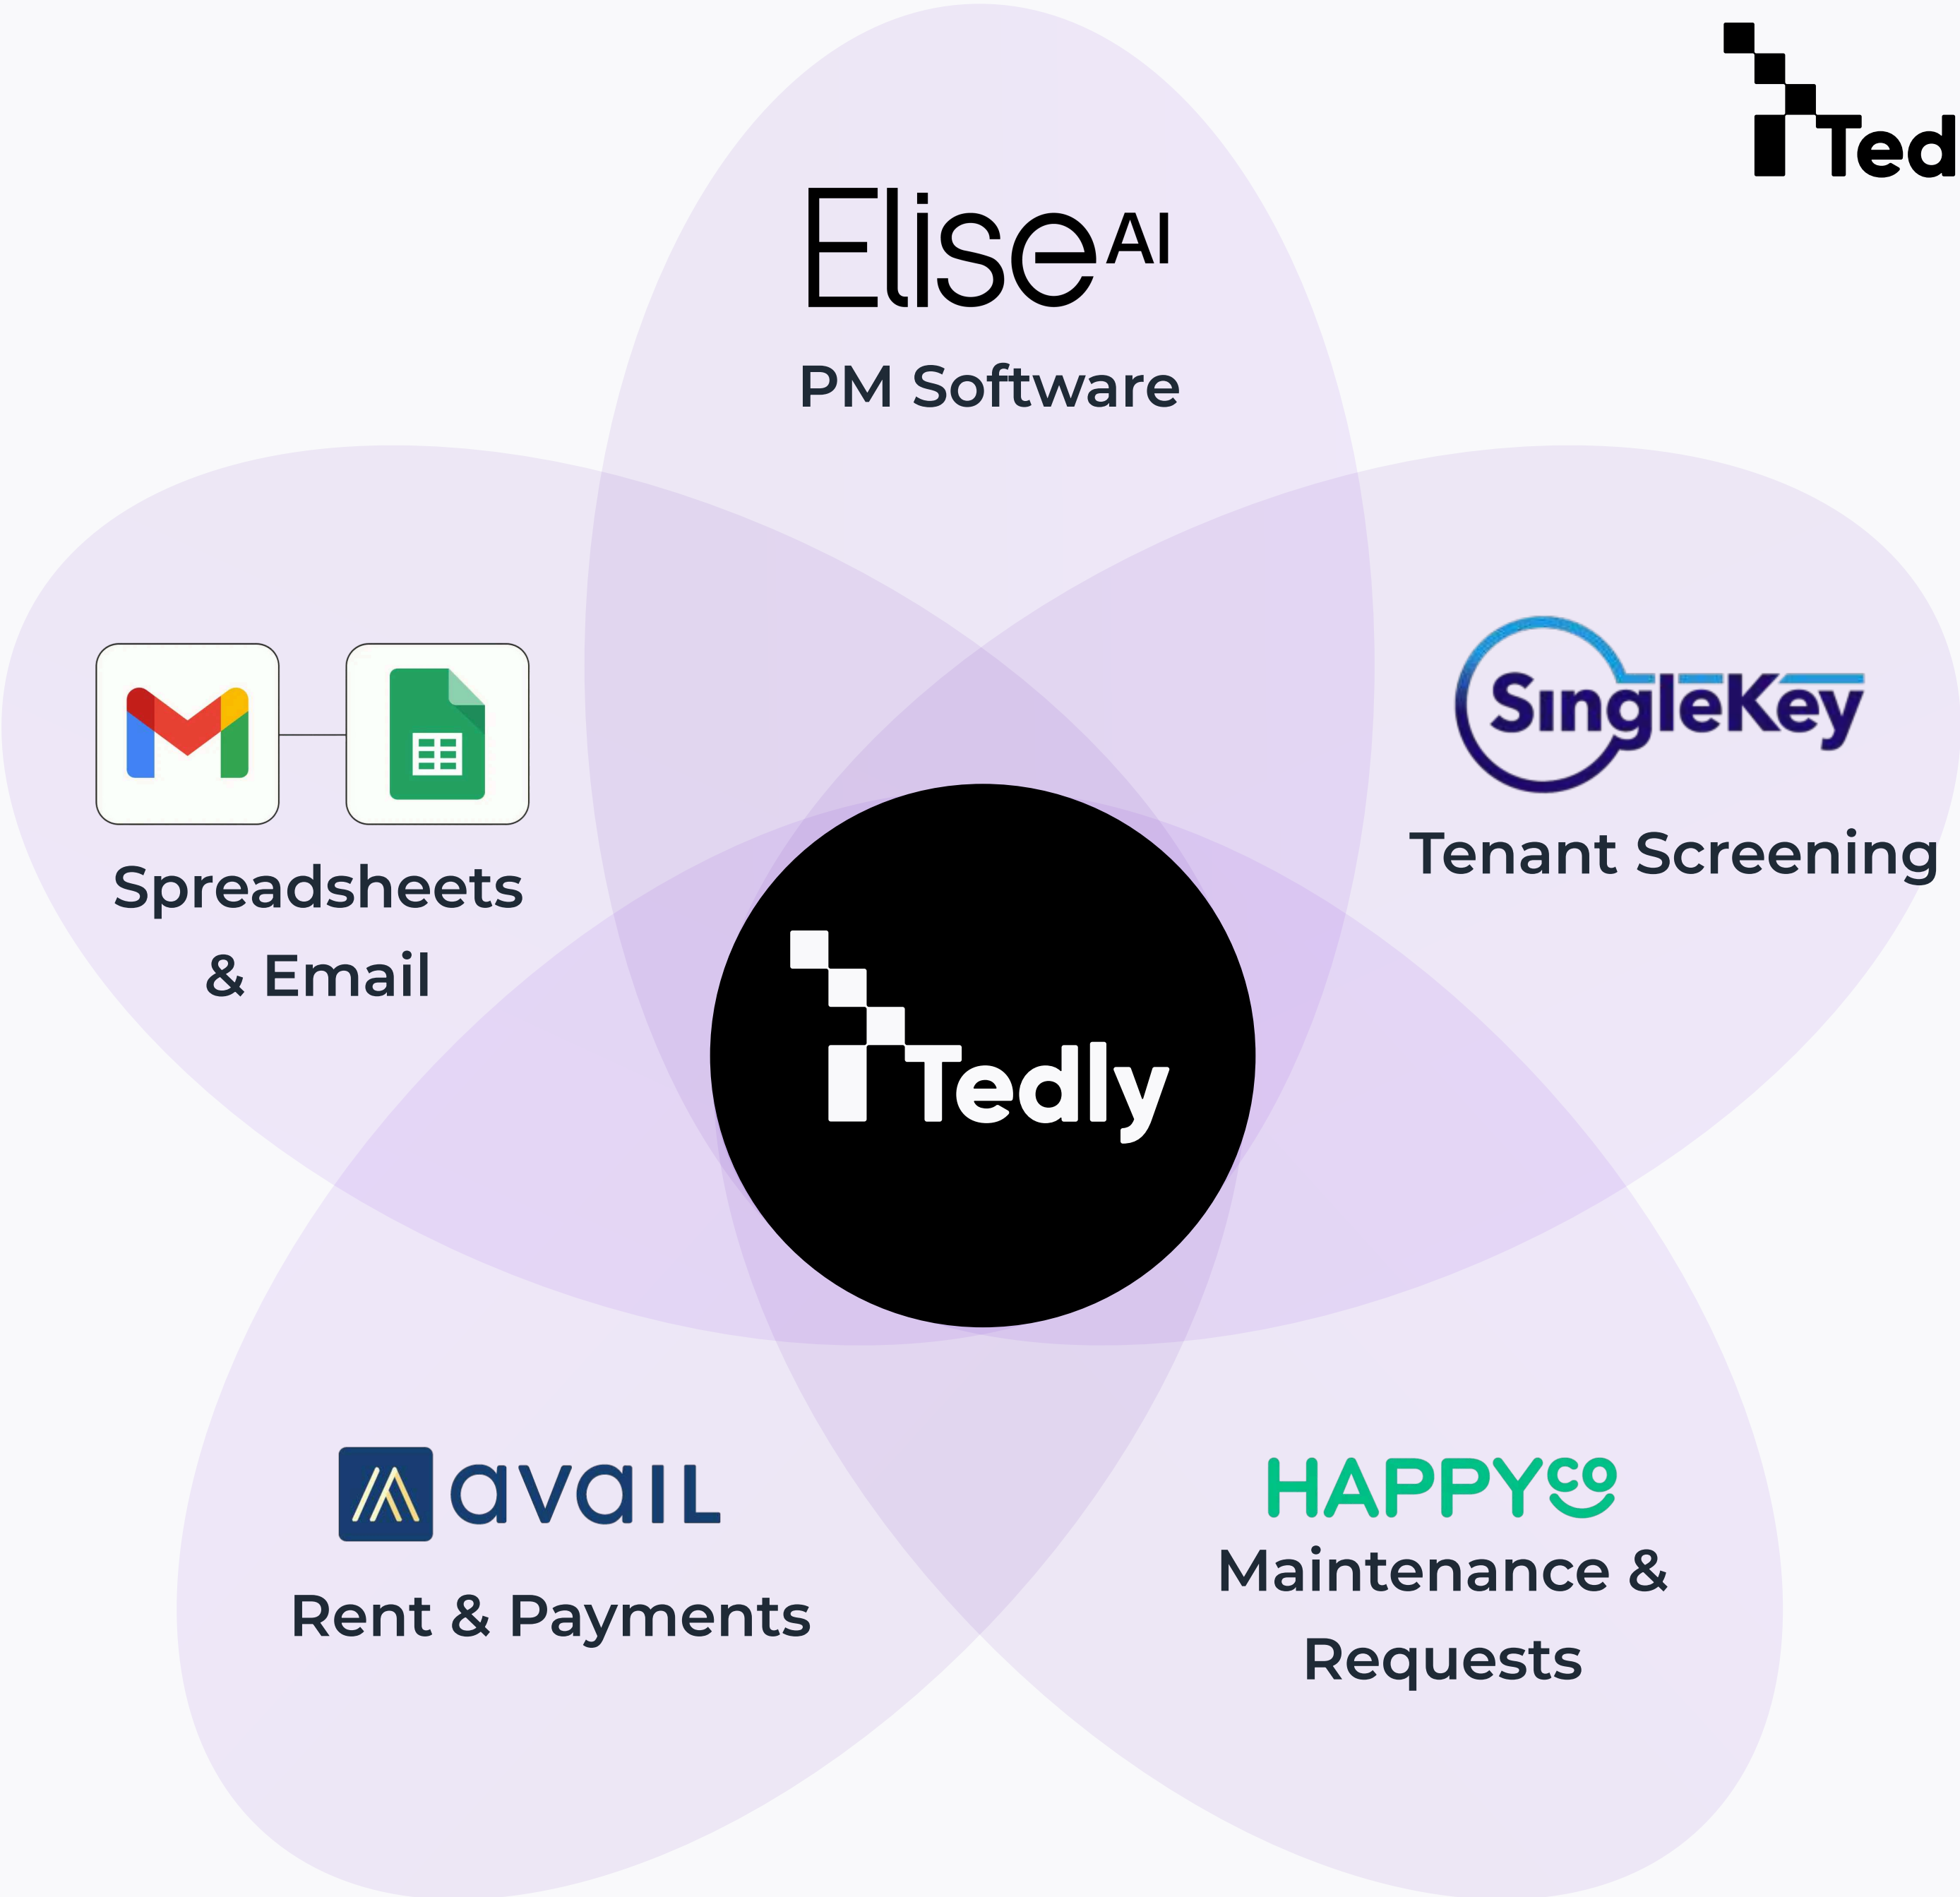 Ted
EliseAI
PM Software
SingleKey
Spreadsheets
& Email
Tenant Screening
Tedly
avail
Rent & Payments
HAPPYCO
Maintenance &
Requests